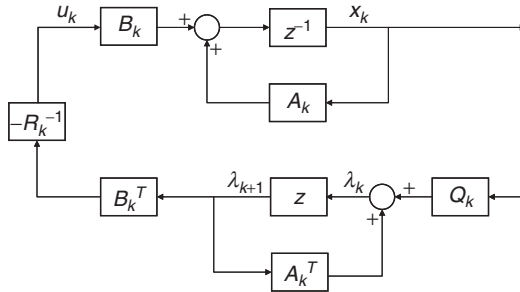 u_k B_k + z^{-1} x_k
+
A_k
-R_k^{-1}
λ_{k+1} λ_k
B_k^T z + Q_k
+
A_k^T